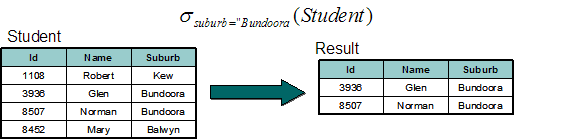 σ suburb="Bundoora (Student)
Student
Id Name Suburb
1108 Robert Kew
3936 Glen Bundoora
8507 Norman Bundoora
8452 Mary Balwyn
Result
Id Name Suburb
3936 Glen Bundoora
8507 Norman Bundoora